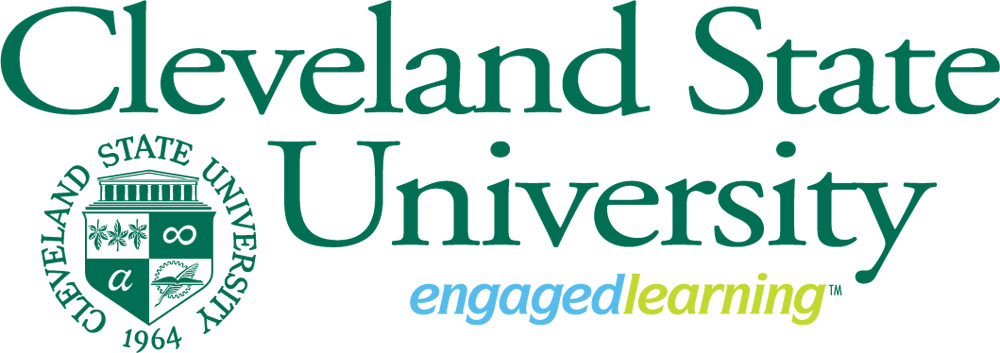 Cleveland State
University
CLEVELAND STATE UNIVERSITY
∞
a
1964
engagedlearning™